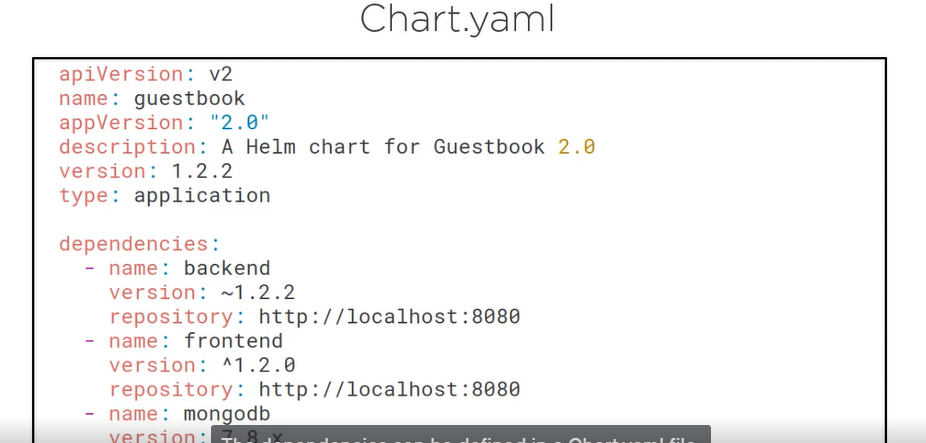 Chart.yaml
apiVersion: v2
name: guestbook
appVersion: "2.0"
description: A Helm chart for Guestbook 2.0
version: 1.2.2
type: application
dependencies:
- name: backend
version: ~1.2.2
repository: http://localhost:8080
- name: frontend
version: ^1.2.0
repository: http://localhost:8080
- name: mongodb
version: 7.8.x
The dependencies can be defined in a Chart.yaml file